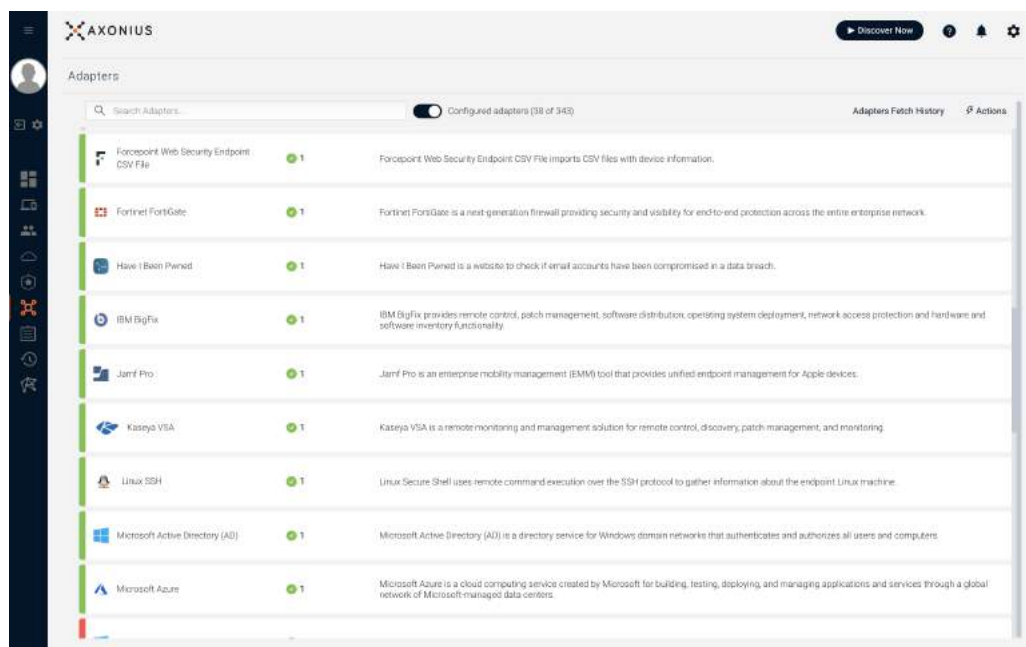 AXONIUS
Discover Now
Adapters
Search Adapters...
Configured adapters (38 of 343)
Adapters Fetch History
Actions
Forcepoint Web Security Endpoint
CSV File
1
Forcepoint Web Security Endpoint CSV File imports CSV files with device information.
Fortinet FortiGate
1
Fortinet FortiGate is a next-generation firewall providing security and visibility for end-to-end protection across the entire enterprise network.
Have I Been Pwned
1
Have I Been Pwned is a website to check if email accounts have been compromised in a data breach.
IBM BigFix
1
IBM BigFix provides remote control, patch management, software distribution, operating system deployment, network access protection and hardware and
software inventory functionality.
Jamf Pro
1
Jamf Pro is an enterprise mobility management (EMM) tool that provides unified endpoint management for Apple devices.
Kaseya VSA
1
Kaseya VSA is a remote monitoring and management solution for remote control, discovery, patch management, and monitoring.
Linux SSH
1
Linux Secure Shell uses remote command execution over the SSH protocol to gather information about the endpoint Linux machine.
Microsoft Active Directory (AD)
1
Microsoft Active Directory (AD) is a directory service for Windows domain networks that authenticates and authorizes all users and computers.
Microsoft Azure
1
Microsoft Azure is a cloud computing service created by Microsoft for building, testing, deploying, and managing applications and services through a global
network of Microsoft-managed data centers.